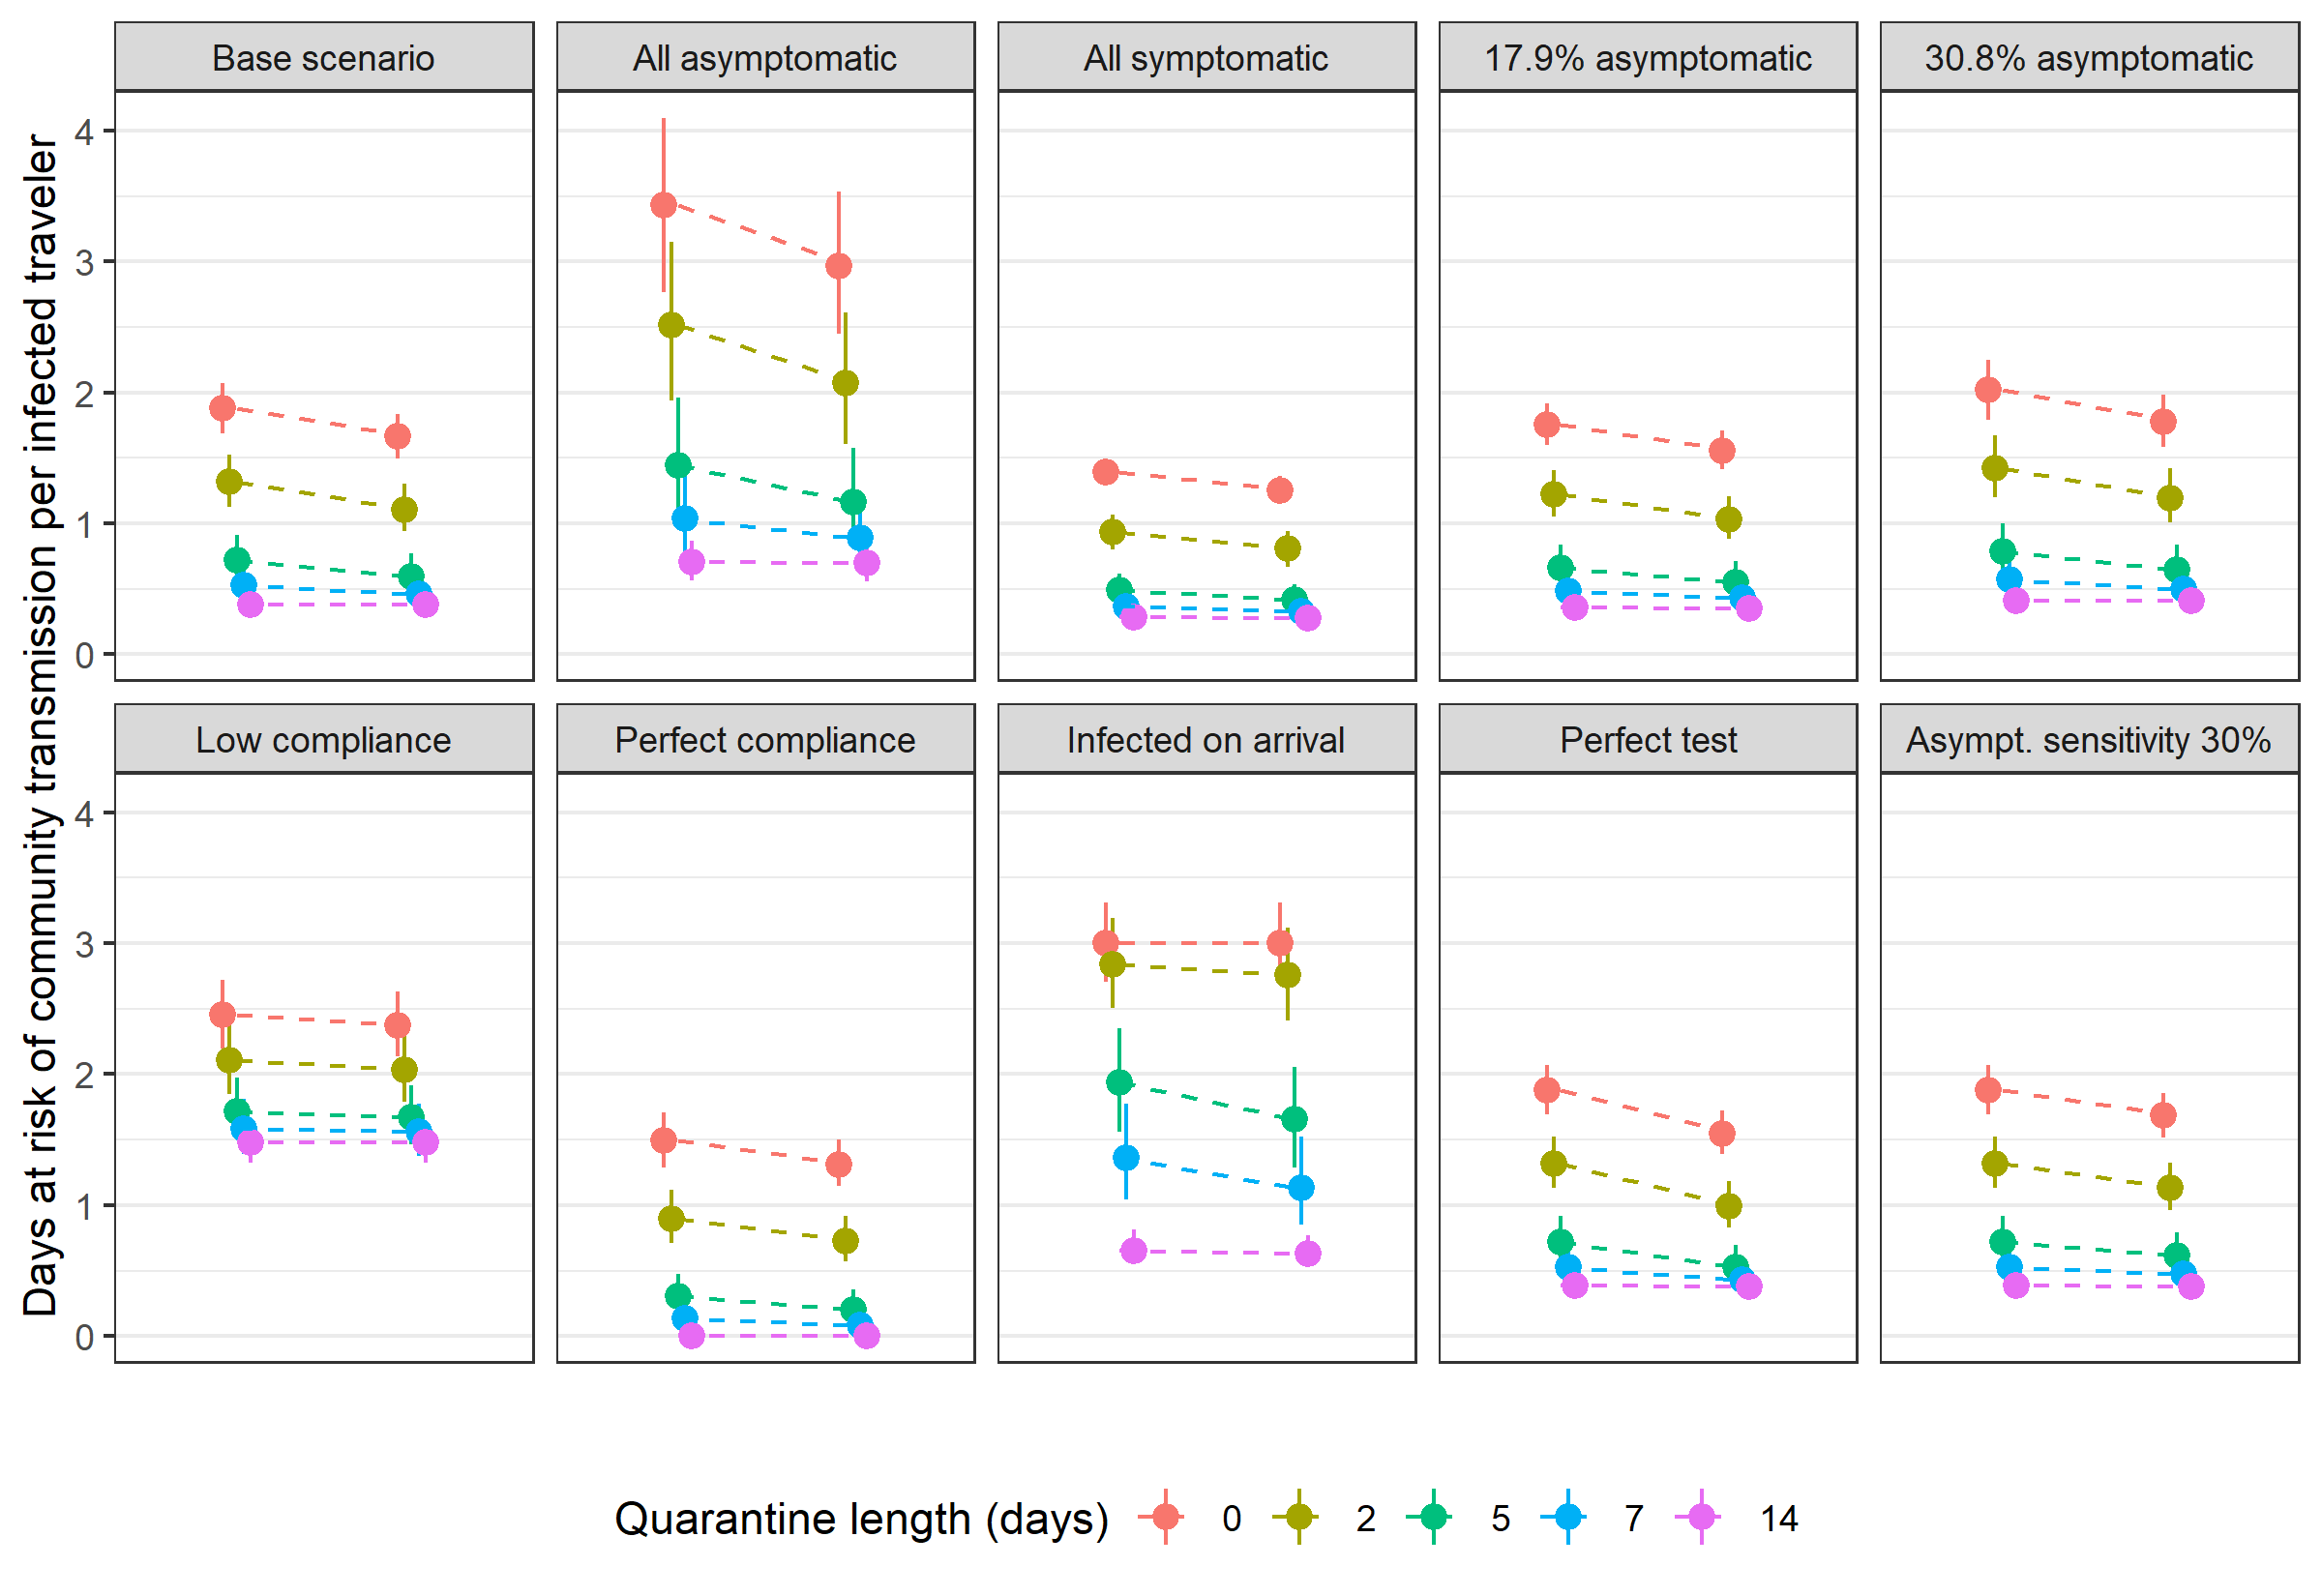 Base scenario
All asymptomatic
All symptomatic
17.9% asymptomatic
30.8% asymptomatic
Days at risk of community transmission per infected traveler
4
3
2
1
0
Low compliance
Perfect compliance
Infected on arrival
Perfect test
Asympt. sensitivity 30%
4
3
2
1
0
Quarantine length (days) 0 2 5 7 14